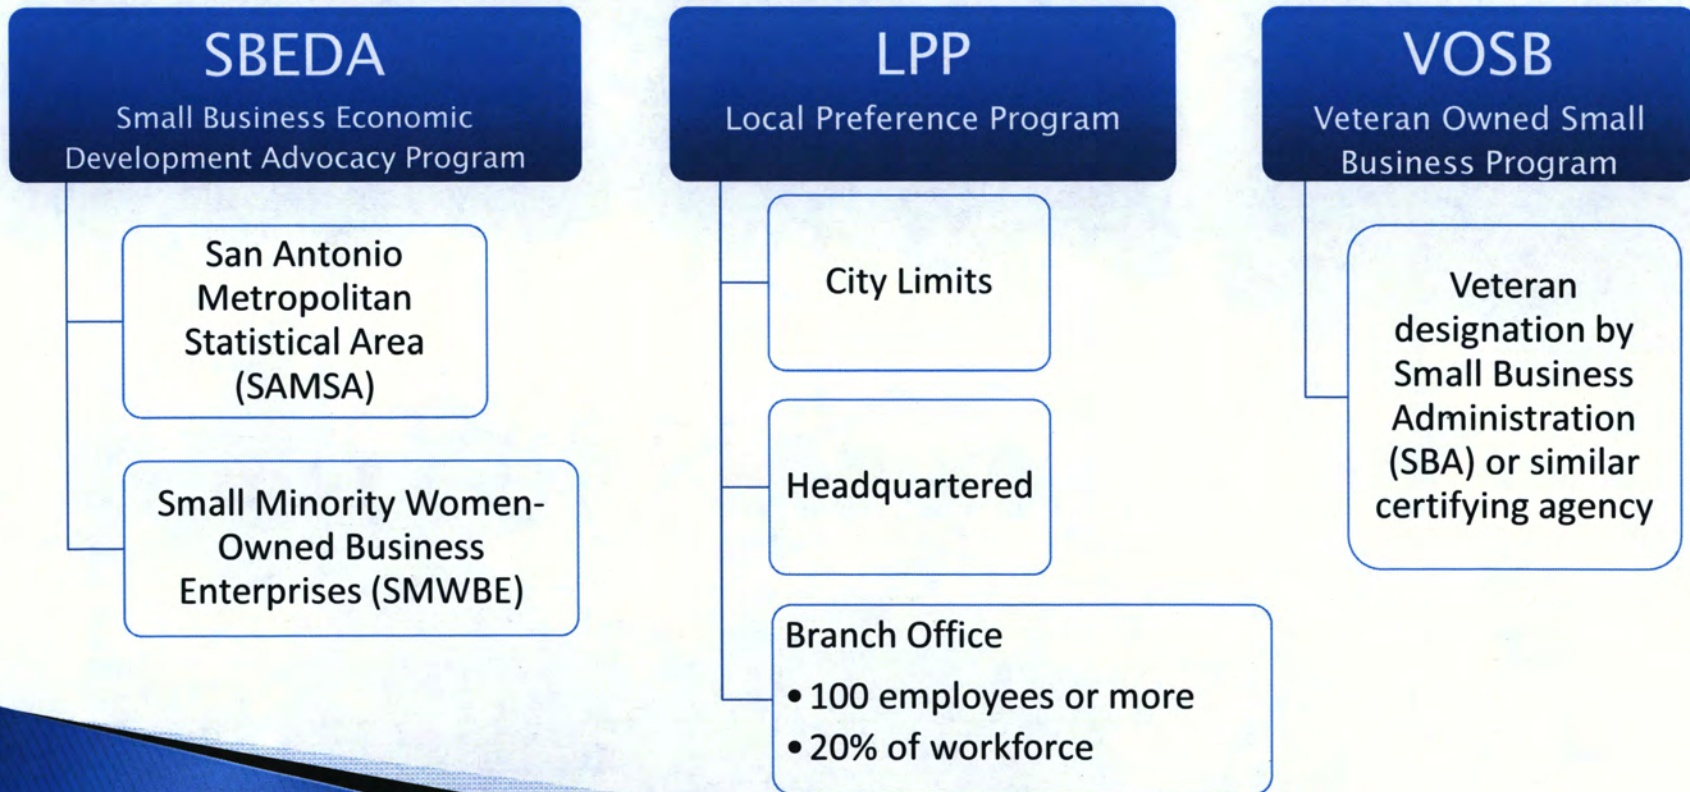 SBEDA
Small Business Economic
Development Advocacy Program
San Antonio
Metropolitan
Statistical Area
(SAMSA)
Small Minority Women-
Owned Business
Enterprises (SMWBE)
LPP
Local Preference Program
City Limits
Headquartered
Branch Office
• 100 employees or more
• 20% of workforce
VOSB
Veteran Owned Small
Business Program
Veteran
designation by
Small Business
Administration
(SBA) or similar
certifying agency